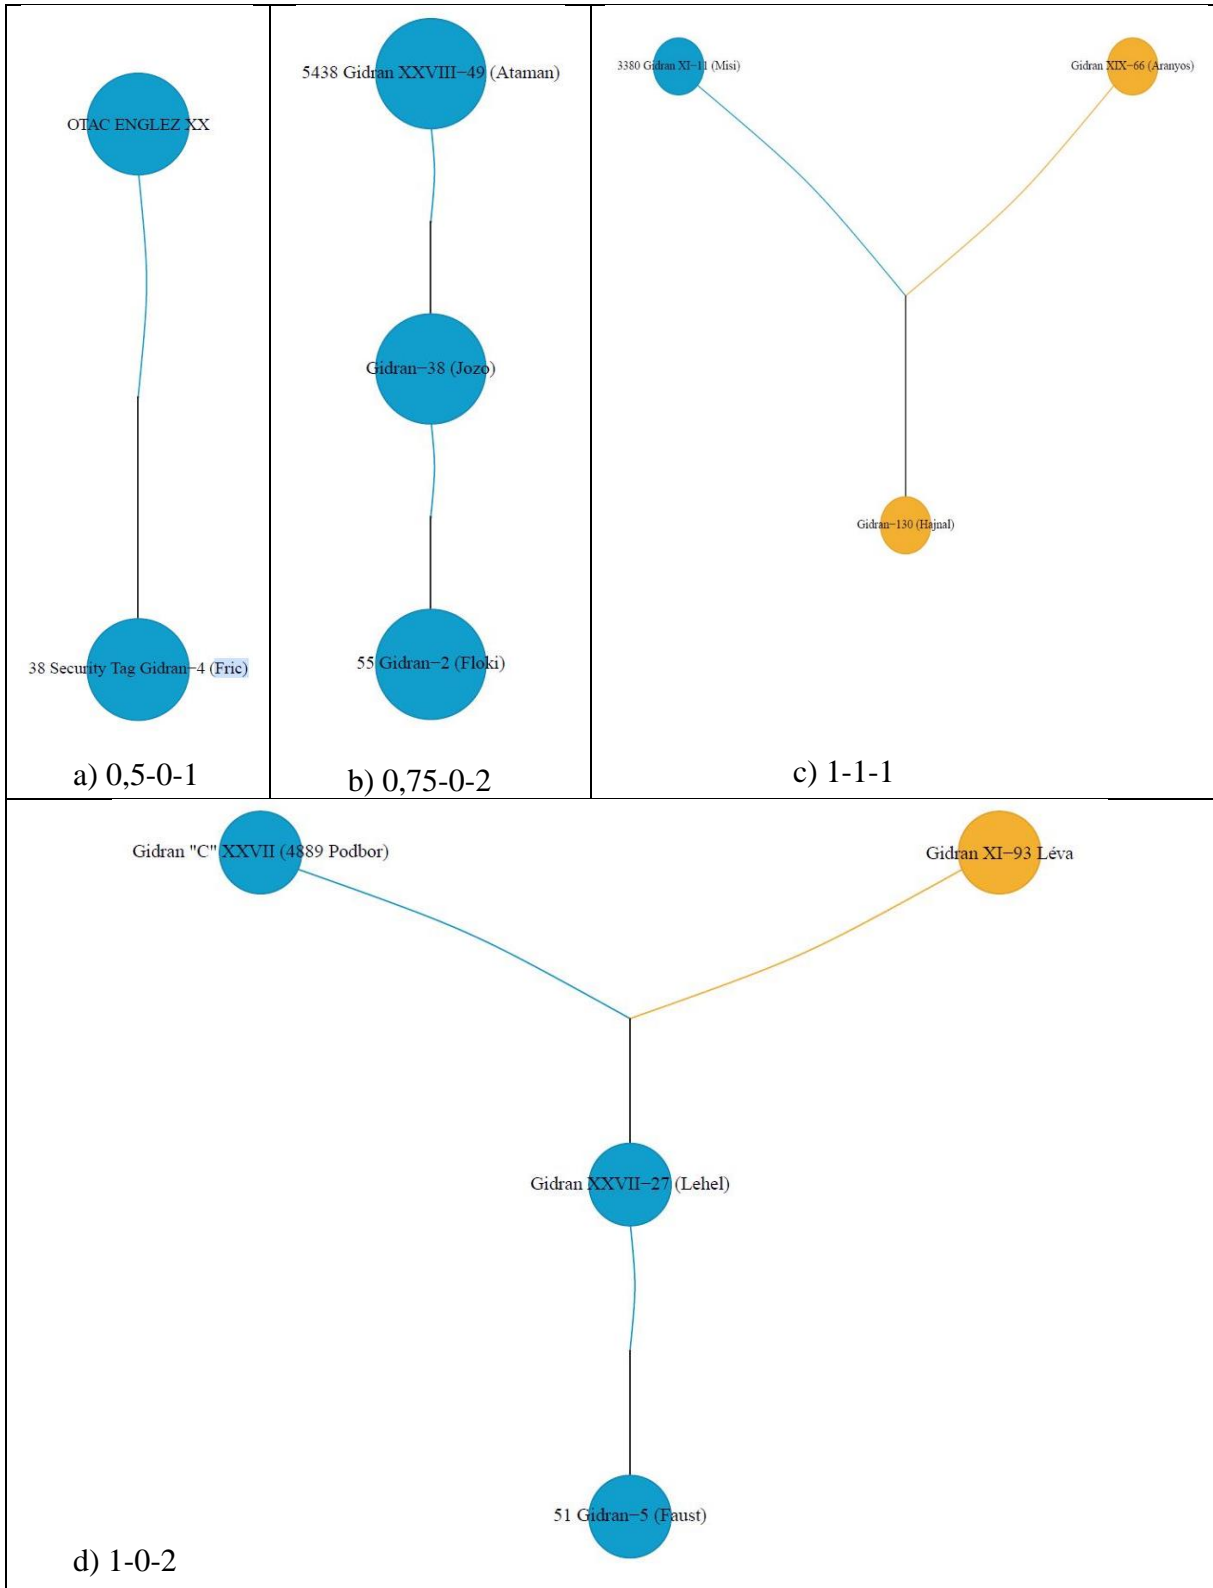 OTAC ENGLEZ XX
38 Security Tag Gidran−4 (Fric)
a) 0,5-0-1
5438 Gidran XXVIII−49 (Ataman)
Gidran−38 (Jozo)
55 Gidran−2 (Floki)
b) 0,75-0-2
3380 Gidran XI−11 (Misi)
Gidran XIX−66 (Aranyos)
Gidran−130 (Hajnal)
c) 1-1-1
Gidran "C" XXVII (4889 Podbor)
Gidran XI−93 Léva
Gidran XXVII−27 (Lehel)
51 Gidran−5 (Faust)
d) 1-0-2